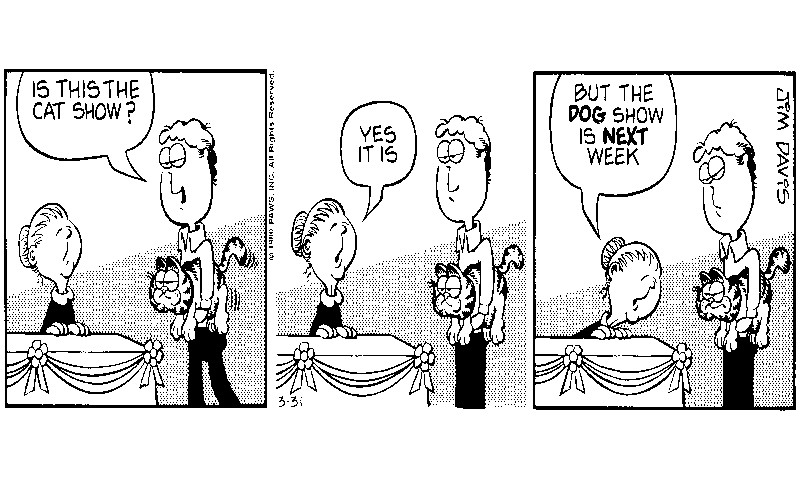 IS THIS THE
CAT SHOW?
© 1980 PAWS, INC. All Rights Reserved.
YES
IT IS
3-31
BUT THE
DOG SHOW
IS NEXT
WEEK
JIM DAVIS